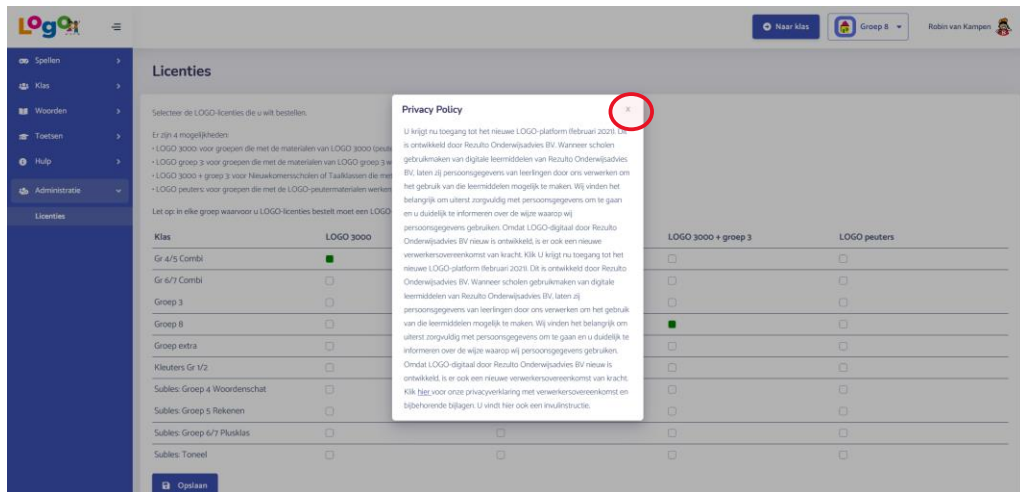 Logo
Naar klas
Groep 8
Robin van Kampen
Spellen
Klas
Woorden
Toetsen
Hulp
Administratie
Licenties
Licenties
Selecteer de LOGO-licenties die u wilt bestellen.
Er zijn 4 mogelijkheden:
• LOGO 3000: voor groepen die met de materialen van LOGO 3000 (peut
• LOGO groep 3: voor groepen die met de materialen van LOGO groep 3 w
• LOGO 3000 + groep 3: voor Nieuwkomersscholen of Taalklassen die met
• LOGO peuters: voor groepen die met de LOGO-peutermaterialen werken
Let op: in elke groep waarvoor u LOGO-licenties bestelt moet een LOGO
Klas LOGO 3000 LOGO 3000 + groep 3 LOGO peuters
Gr 4/5 Combi
Gr 6/7 Combi
Groep 3
Groep 8
Groep extra
Kleuters Gr 1/2
Subles: Groep 4 Woordenschat
Subles: Groep 5 Rekenen
Subles: Groep 6/7 Plusklas
Subles: Toneel
Opslaan
Privacy Policy x
U krijgt nu toegang tot het nieuwe LOGO-platform (februari 2021). Dit
is ontwikkeld door Rezulto Onderwijsadvies BV. Wanneer scholen
gebruikmaken van digitale leermiddelen van Rezulto Onderwijsadvies
BV, laten zij persoonsgegevens van leerlingen door ons verwerken om
het gebruik van die leermiddelen mogelijk te maken. Wij vinden het
belangrijk om uiterst zorgvuldig met persoonsgegevens om te gaan
en u duidelijk te informeren over de wijze waarop wij
persoonsgegevens gebruiken. Omdat LOGO-digitaal door Rezulto
Onderwijsadvies BV nieuw is ontwikkeld, is er ook een nieuwe
verwerkersovereenkomst van kracht. Klik U krijgt nu toegang tot het
nieuwe LOGO-platform (februari 2021). Dit is ontwikkeld door Rezulto
Onderwijsadvies BV. Wanneer scholen gebruikmaken van digitale
leermiddelen van Rezulto Onderwijsadvies BV, laten zij
persoonsgegevens van leerlingen door ons verwerken om het gebruik
van die leermiddelen mogelijk te maken. Wij vinden het belangrijk om
uiterst zorgvuldig met persoonsgegevens om te gaan en u duidelijk te
informeren over de wijze waarop wij persoonsgegevens gebruiken.
Omdat LOGO-digitaal door Rezulto Onderwijsadvies BV nieuw is
ontwikkeld, is er ook een nieuwe verwerkersovereenkomst van kracht.
Klik hier voor onze privacyverklaring met verwerkersovereenkomst en
bijbehorende bijlagen. U vindt hier ook een invulinstructie.